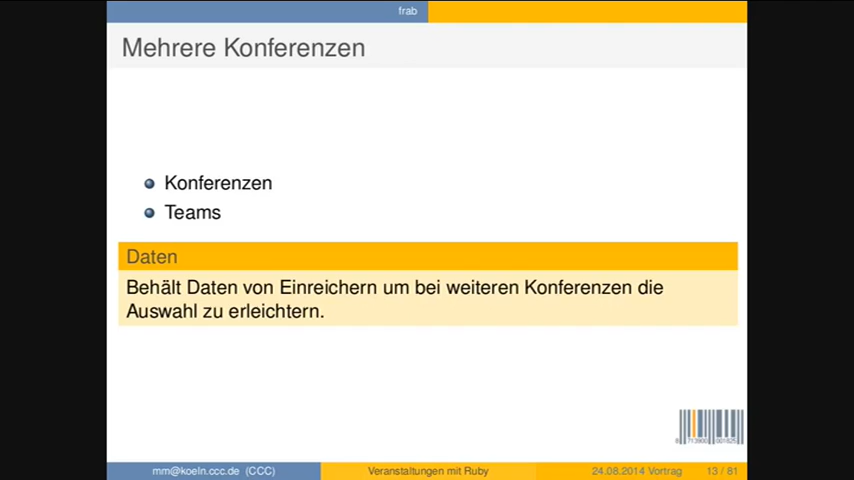 frab
Mehrere Konferenzen
Konferenzen
Teams
Daten
Behält Daten von Einreichern um bei weiteren Konferenzen die
Auswahl zu erleichtern.
mm@koeln.ccc.de (CCC)
Veranstaltungen mit Ruby
24.08.2014 Vortrag
13 / 81